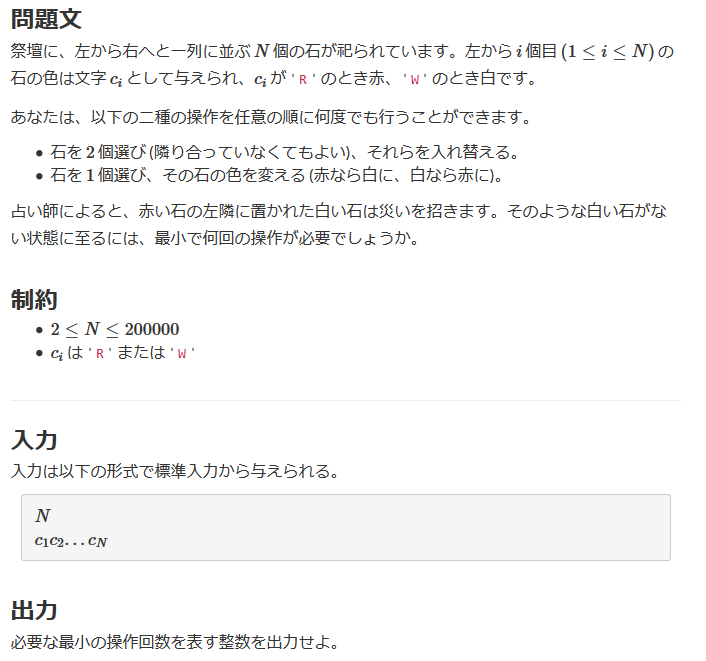 問題文
祭壇に、左から右へと一列に並ぶ N 個の石が祀られています。左から i 個目 (1 ≤ i ≤ N) の
石の色は文字 c_i として与えられ、c_i が 'R' のとき赤、'W' のとき白です。
あなたは、以下の二種の操作を任意の順に何度でも行うことができます。
• 石を 2 個選び (隣り合っていなくてもよい)、それらを入れ替える。
• 石を 1 個選び、その石の色を変える (赤なら白に、白なら赤に)。
占い師によると、赤い石の左隣に置かれた白い石は災いを招きます。そのような白い石がな
い状態に至るには、最小で何回の操作が必要でしょうか。
制約
• 2 ≤ N ≤ 200000
• c_i は 'R' または 'W'
入力
入力は以下の形式で標準入力から与えられる。
N
c_1c_2...c_N
出力
必要な最小の操作回数を表す整数を出力せよ。